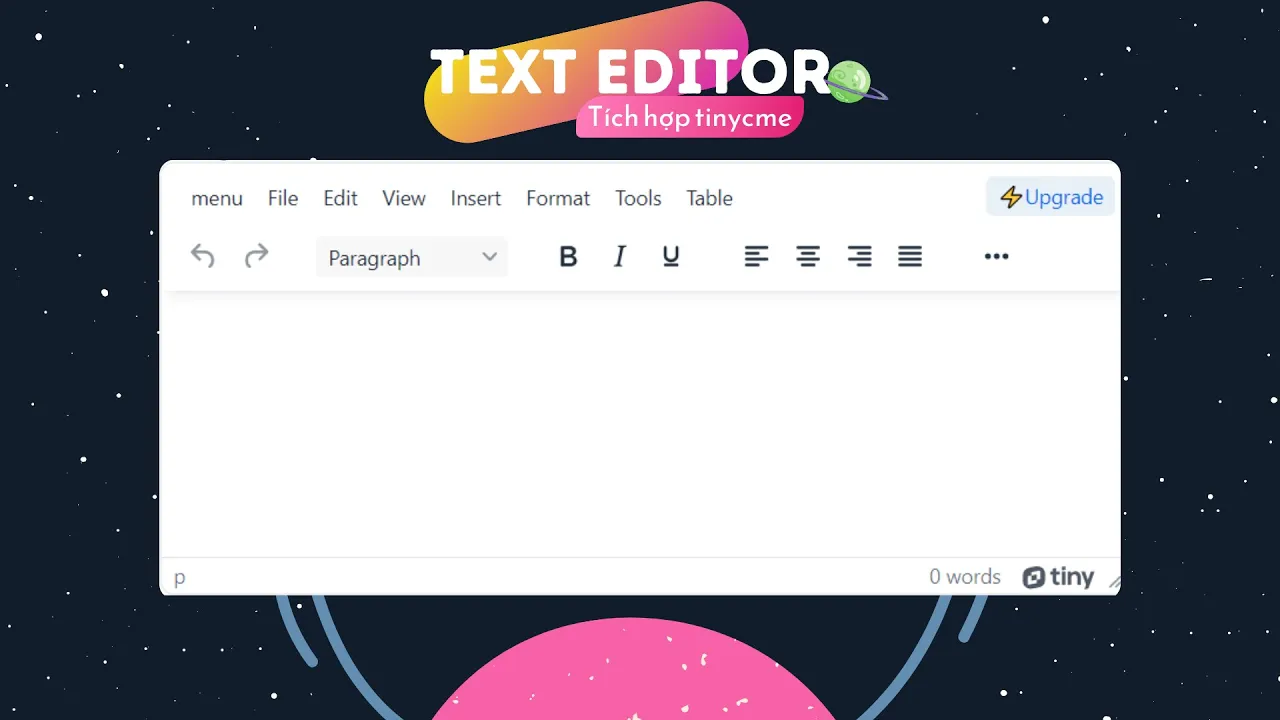 TEXT EDITOR
Tích hợp tinycme
menu File Edit View Insert Format Tools Table ⚡Upgrade
Paragraph B I U
p 0 words tiny